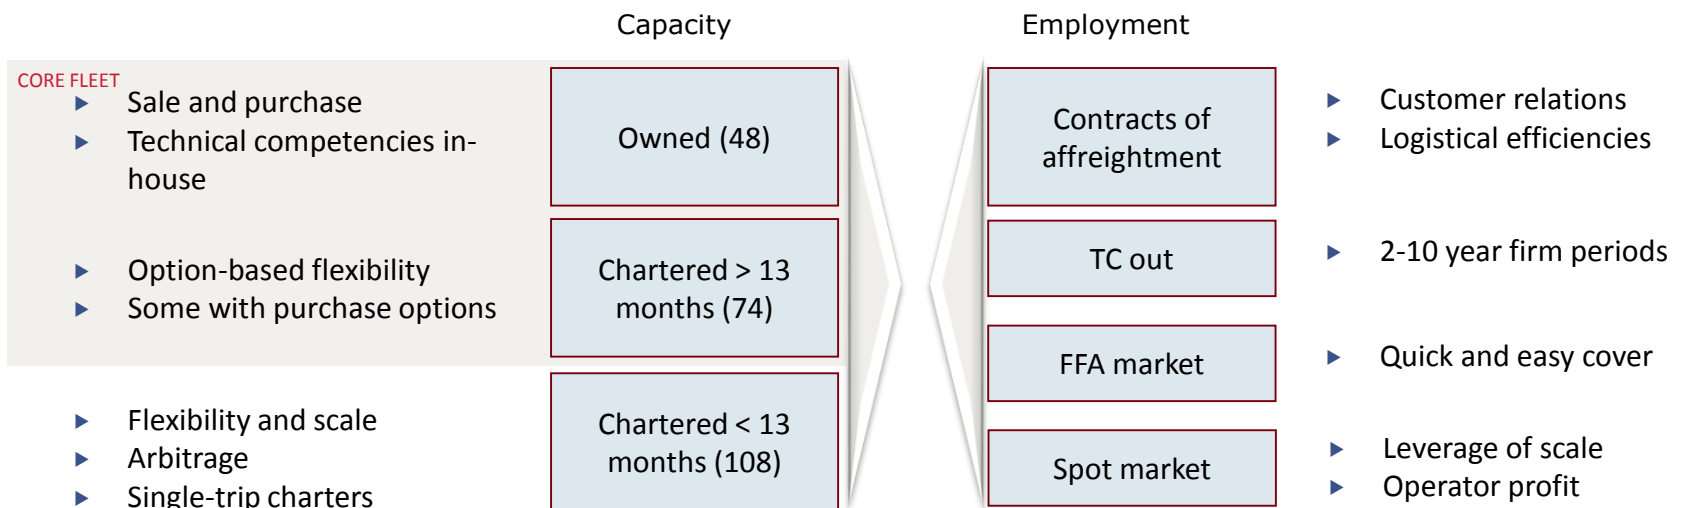 Capacity
Employment
CORE FLEET
Sale and purchase
Technical competencies in-
house
Owned (48)
Contracts of
affreightment
Customer relations
Logistical efficiencies
Option-based flexibility
Some with purchase options
Chartered > 13
months (74)
TC out
2-10 year firm periods
FFA market
Quick and easy cover
Flexibility and scale
Arbitrage
Single-trip charters
Chartered < 13
months (108)
Spot market
Leverage of scale
Operator profit